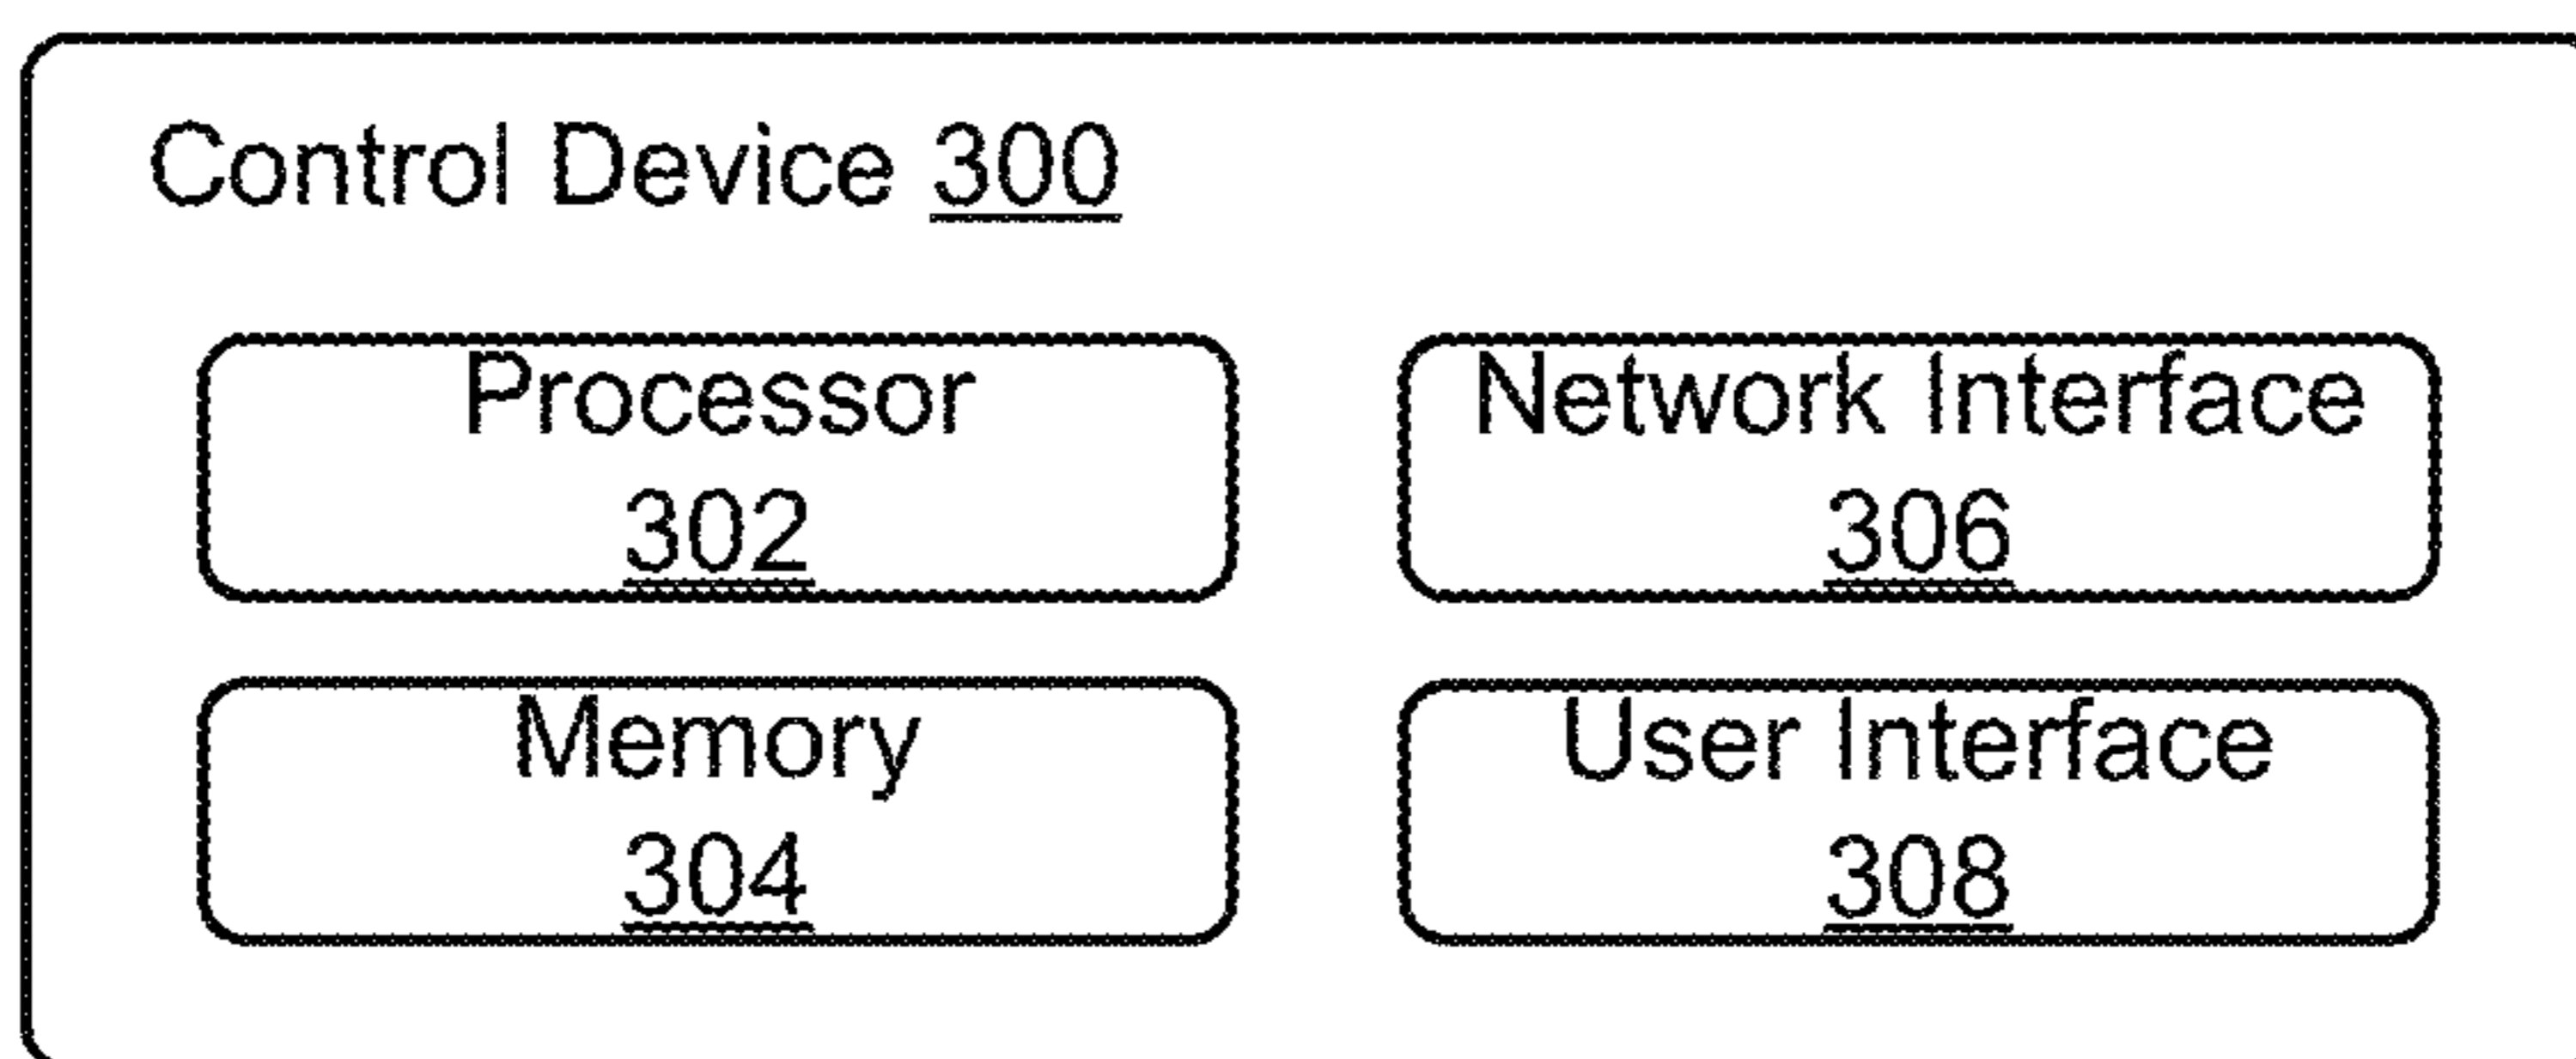 Control Device 300
Processor
302
Network Interface
306
Memory
304
User Interface
308